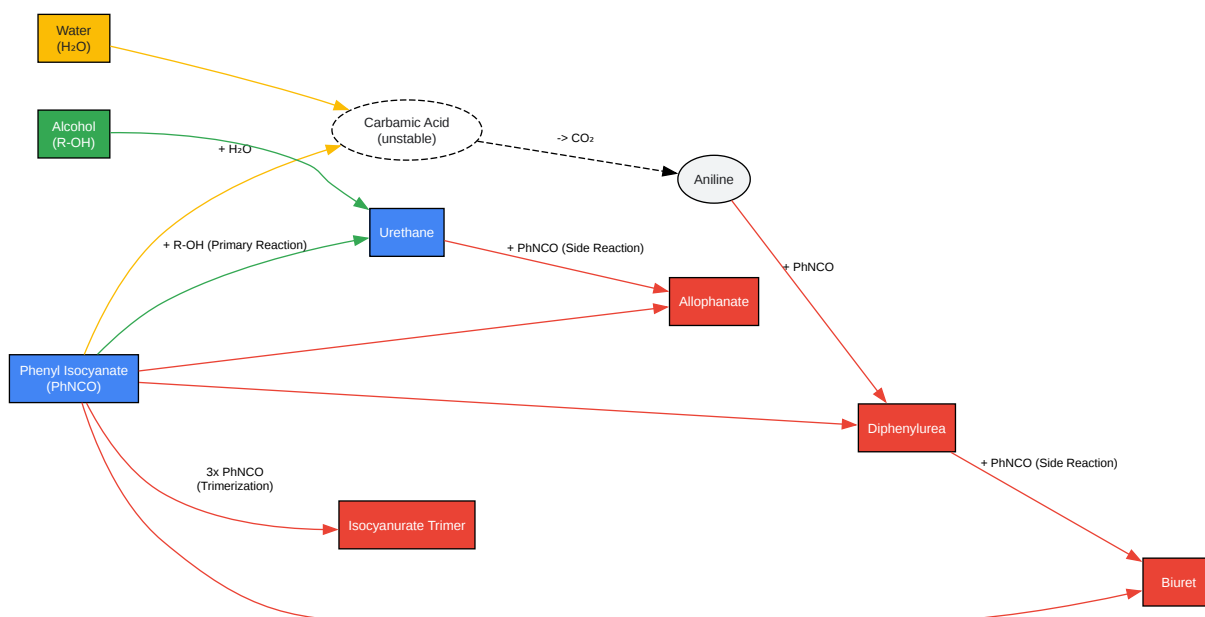 Water
(H₂O)
Alcohol
(R-OH)
Carbamic Acid
(unstable)
-> CO₂
+ H₂O
Aniline
Urethane
+ R-OH (Primary Reaction)
+ PhNCO (Side Reaction)
+ PhNCO
Allophanate
Phenyl Isocyanate
(PhNCO)
Diphenylurea
+ PhNCO (Side Reaction)
3x PhNCO
(Trimerization)
Isocyanurate Trimer
Biuret